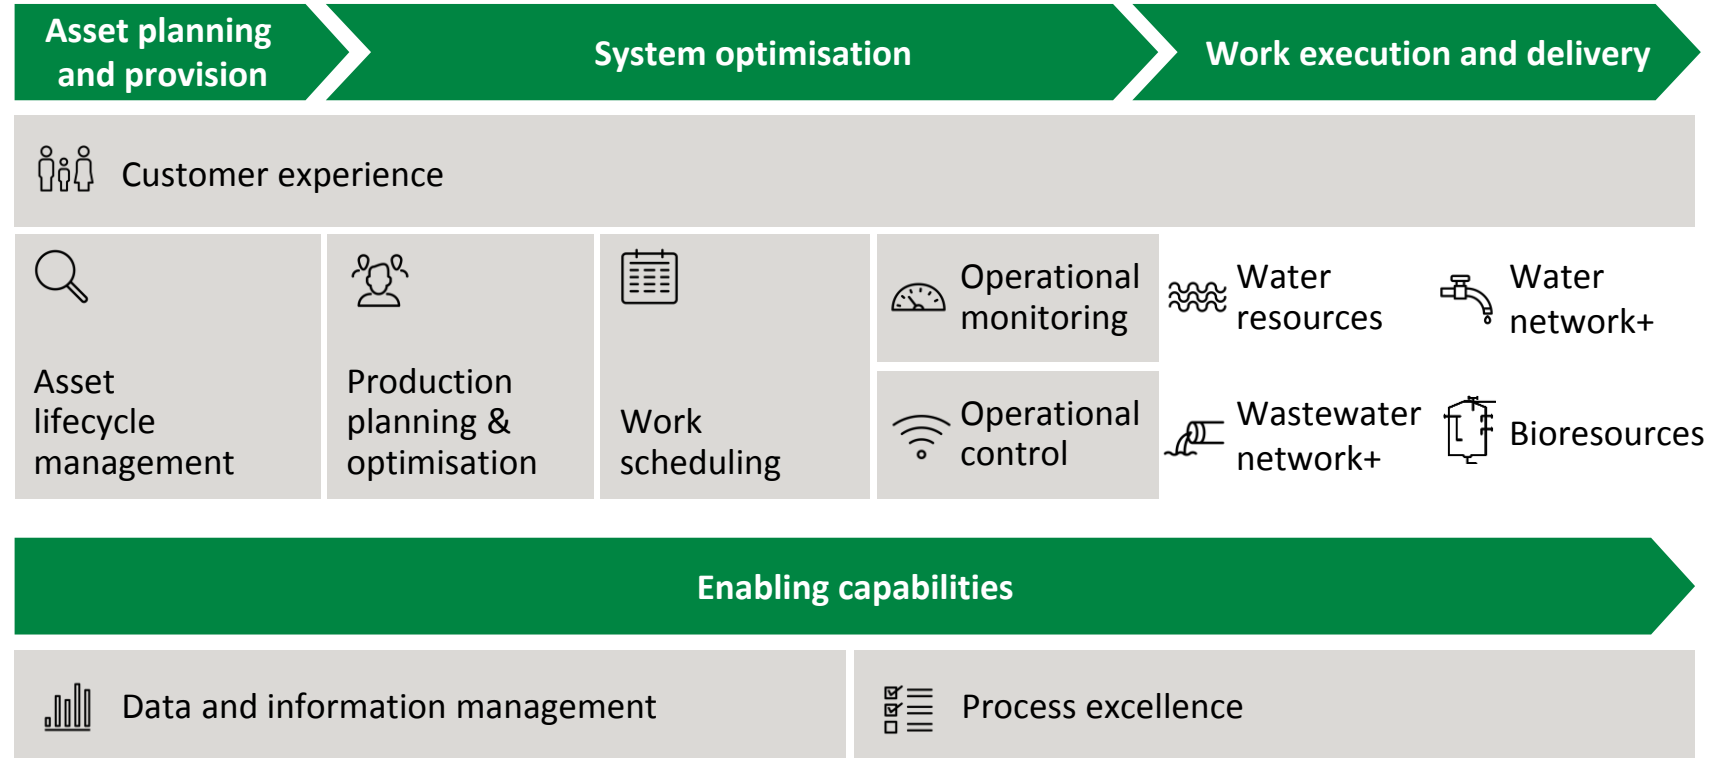 Asset planning
and provision
System optimisation
Work execution and delivery
Customer experience
Asset
lifecycle
management
Production
planning &
optimisation
Work
scheduling
Operational
monitoring
Operational
control
Water
resources
Water
network+
Wastewater
network+
Bioresources
Enabling capabilities
Data and information management
Process excellence